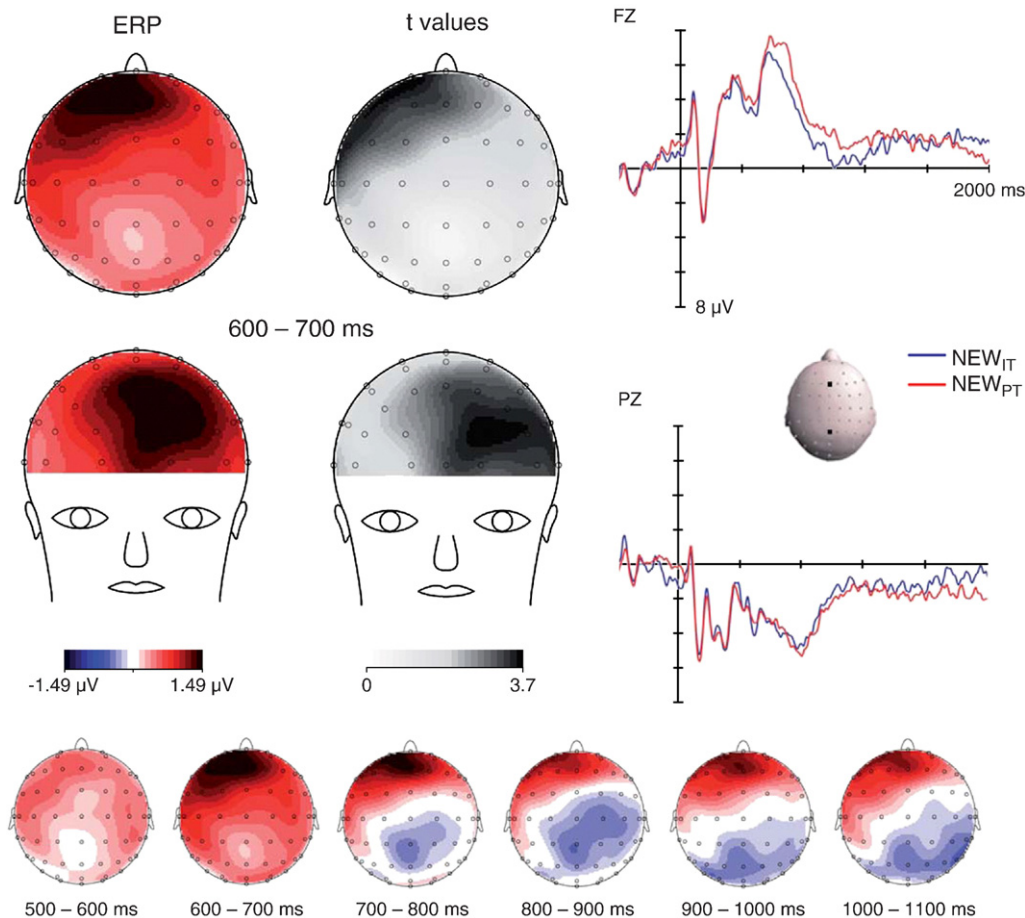 ERP
t values
FZ
2000 ms
8 µV
600 – 700 ms
NEW_IT
NEW_PT
PZ
-1.49 µV
1.49 µV
0
3.7
500 – 600 ms
600 – 700 ms
700 – 800 ms
800 – 900 ms
900 – 1000 ms
1000 – 1100 ms